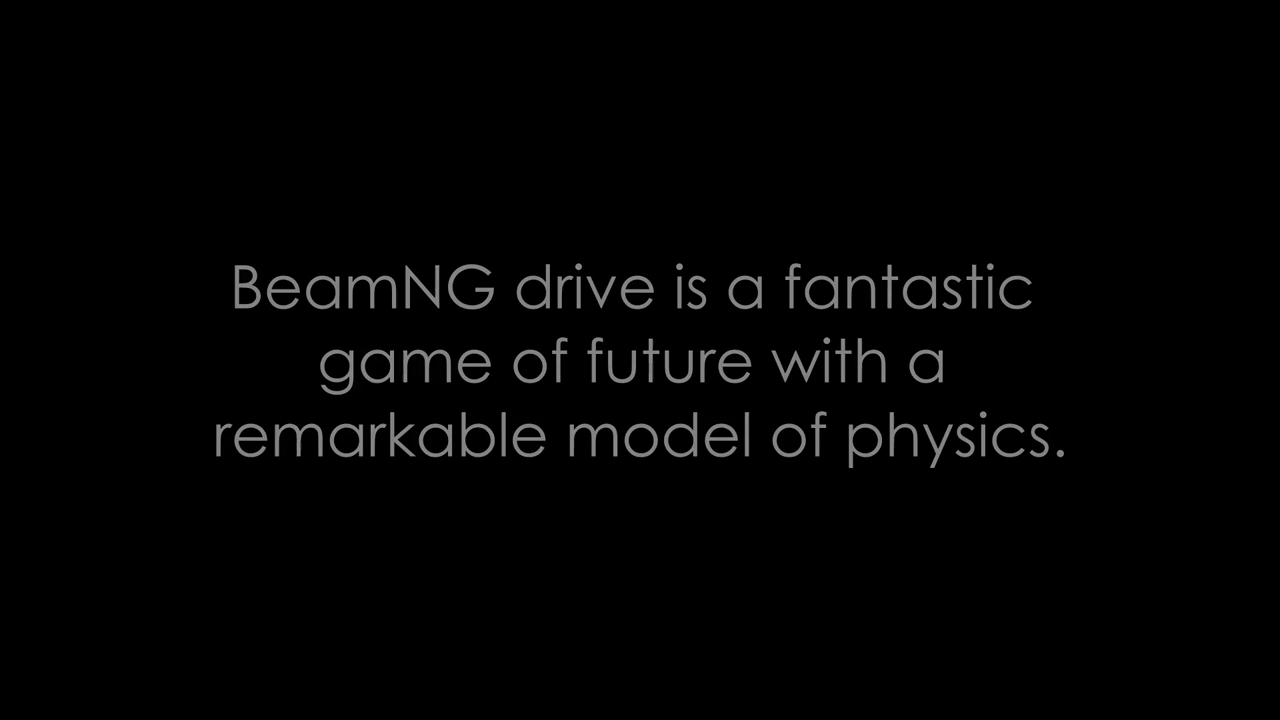 BeamNG drive is a fantastic
game of future with a
remarkable model of physics.